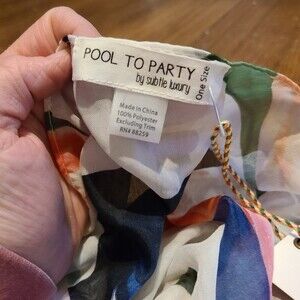 POOL TO PARTY
by subtle luxury
One Size
Made in China
100% Polyester
Excluding Trim
RN# 88259